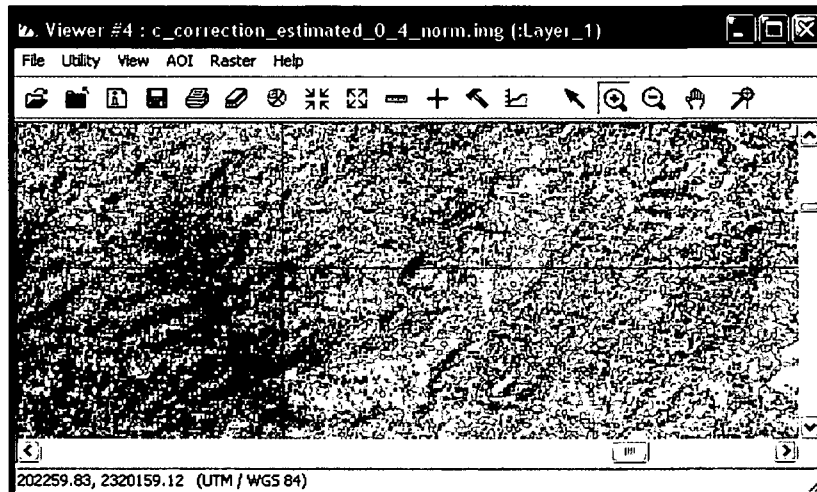 Viewer #4 : c_correction_estimated_0_4_norm.img (:Layer_1)
File Utility View AOI Raster Help
202259.83, 2320159.12 (UTM / WGS 84)